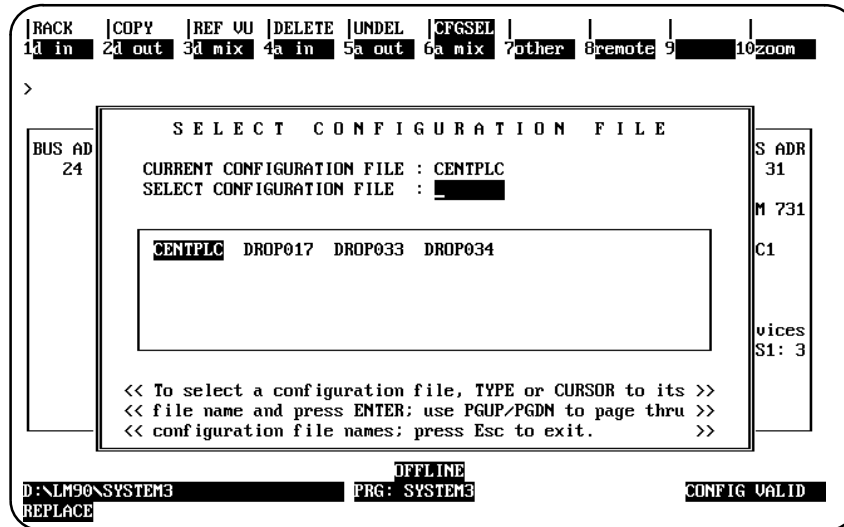 |RACK |COPY |REF VU |DELETE |UNDEL |CFGSEL | | | |
1d in 2d out 3d mix 4a in 5a out 6a mix 7other 8remote 9 10zoom
>
S E L E C T C O N F I G U R A T I O N F I L E
BUS AD S ADR
24 CURRENT CONFIGURATION FILE : CENTPLC 31
SELECT CONFIGURATION FILE : _
M 731
CENTPLC DROP017 DROP033 DROP034 C1
vices
S1: 3
<< To select a configuration file, TYPE or CURSOR to its >>
<< file name and press ENTER; use PGUP/PGDN to page thru >>
<< configuration file names; press Esc to exit. >>
OFFLINE
D:\LM90\SYSTEM3 PRG: SYSTEM3 CONFIG VALID
REPLACE